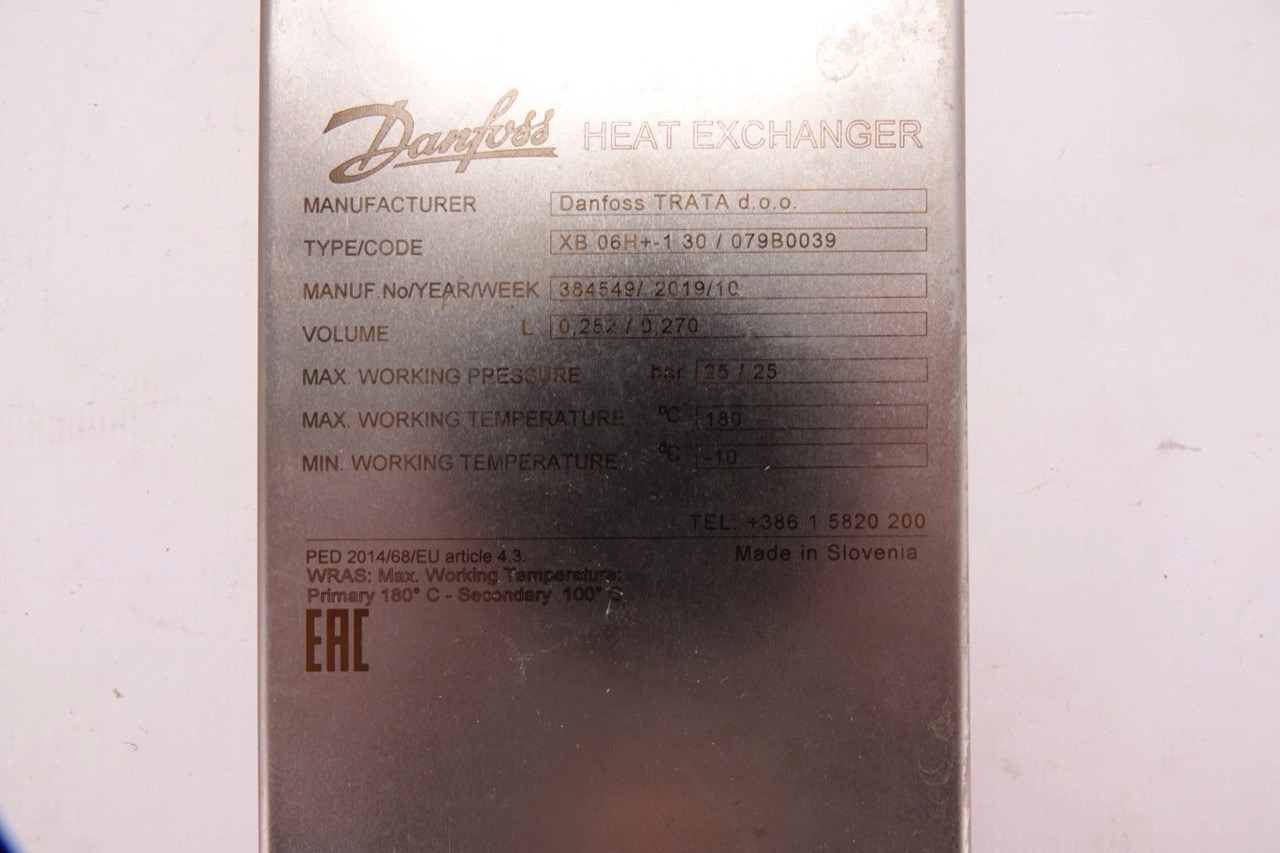 Danfoss HEAT EXCHANGER
MANUFACTURER Danfoss TRATA d.o.o.
TYPE/CODE XB 06H+-1 30 / 079B0039
MANUF.No/YEAR/WEEK 384549/ 2019/10
VOLUME L 0,252 / 0,270
MAX. WORKING PRESSURE bar 25 / 25
MAX. WORKING TEMPERATURE °C 180
MIN. WORKING TEMPERATURE °C -10
TEL: +386 1 5820 200
PED 2014/68/EU article 4.3. Made in Slovenia
WRAS: Max. Working Temperature:
Primary 180° C - Secondary 100° C
EAC